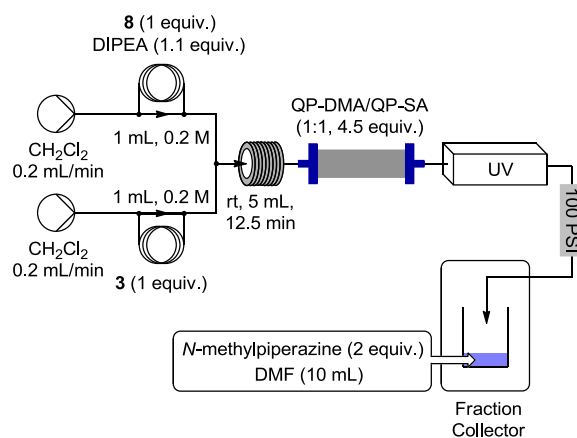 8 (1 equiv.)
DIPEA (1.1 equiv.)
1 mL, 0.2 M
CH2Cl2
0.2 mL/min
1 mL, 0.2 M
CH2Cl2
0.2 mL/min
3 (1 equiv.)
rt, 5 mL,
12.5 min
QP-DMA/QP-SA
(1:1, 4.5 equiv.)
UV
100 PSI
N-methylpiperazine (2 equiv.)
DMF (10 mL)
Fraction
Collector